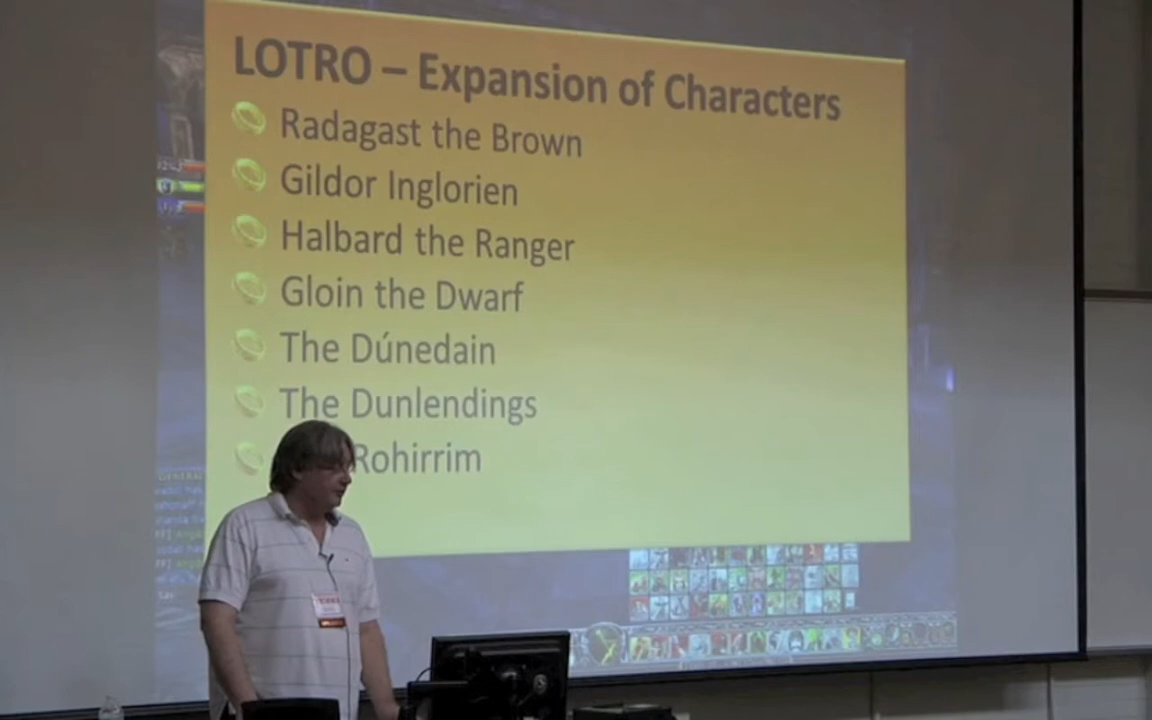 LOTRO – Expansion of Characters
Radagast the Brown
Gildor Inglorien
Halbard the Ranger
Gloin the Dwarf
The Dúnedain
The Dunlendings
Rohirrim